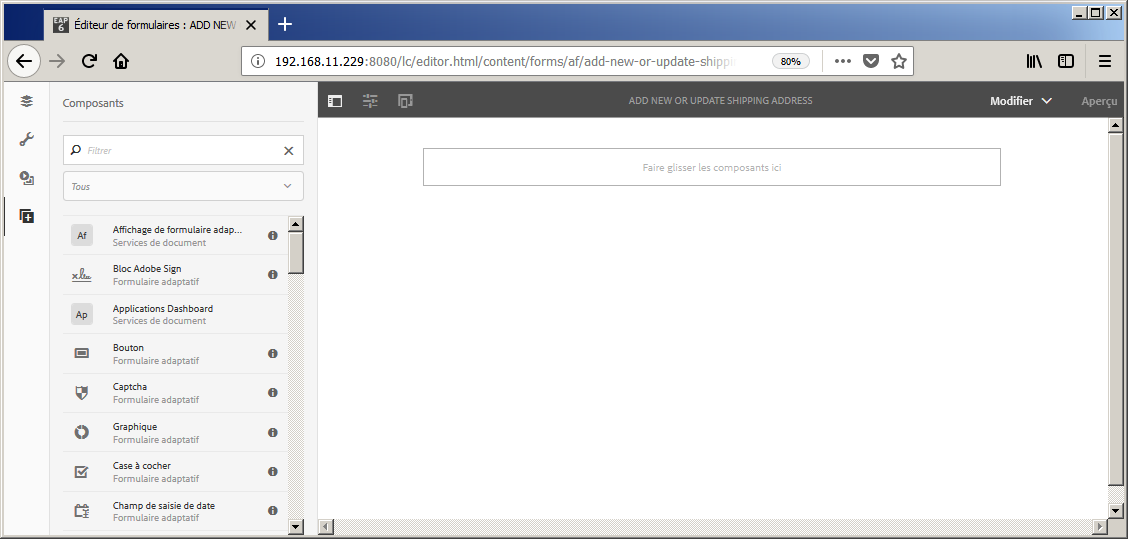 EAP 6
Éditeur de formulaires : ADD NEW
192.168.11.229:8080/lc/editor.html/content/forms/af/add-new-or-update-shippin
80%
Composants
ADD NEW OR UPDATE SHIPPING ADDRESS
Modifier
Aperçu
Filtrer
Faire glisser les composants ici
Tous
Af
Affichage de formulaire adap...
Services de document
Bloc Adobe Sign
Formulaire adaptatif
Ap
Applications Dashboard
Services de document
Bouton
Formulaire adaptatif
Captcha
Formulaire adaptatif
Graphique
Formulaire adaptatif
Case à cocher
Formulaire adaptatif
Champ de saisie de date
Formulaire adaptatif